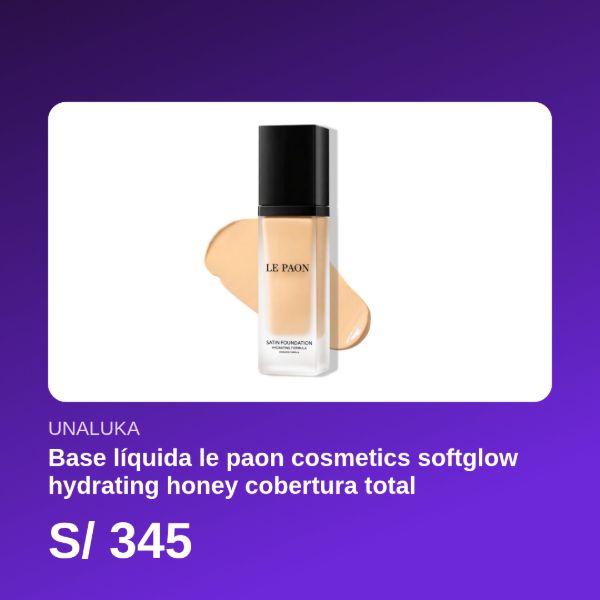 LE PAON
SATIN FOUNDATION
HYDRATING FORMULA
UNALUKA
Base líquida le paon cosmetics softglow
hydrating honey cobertura total
S/ 345